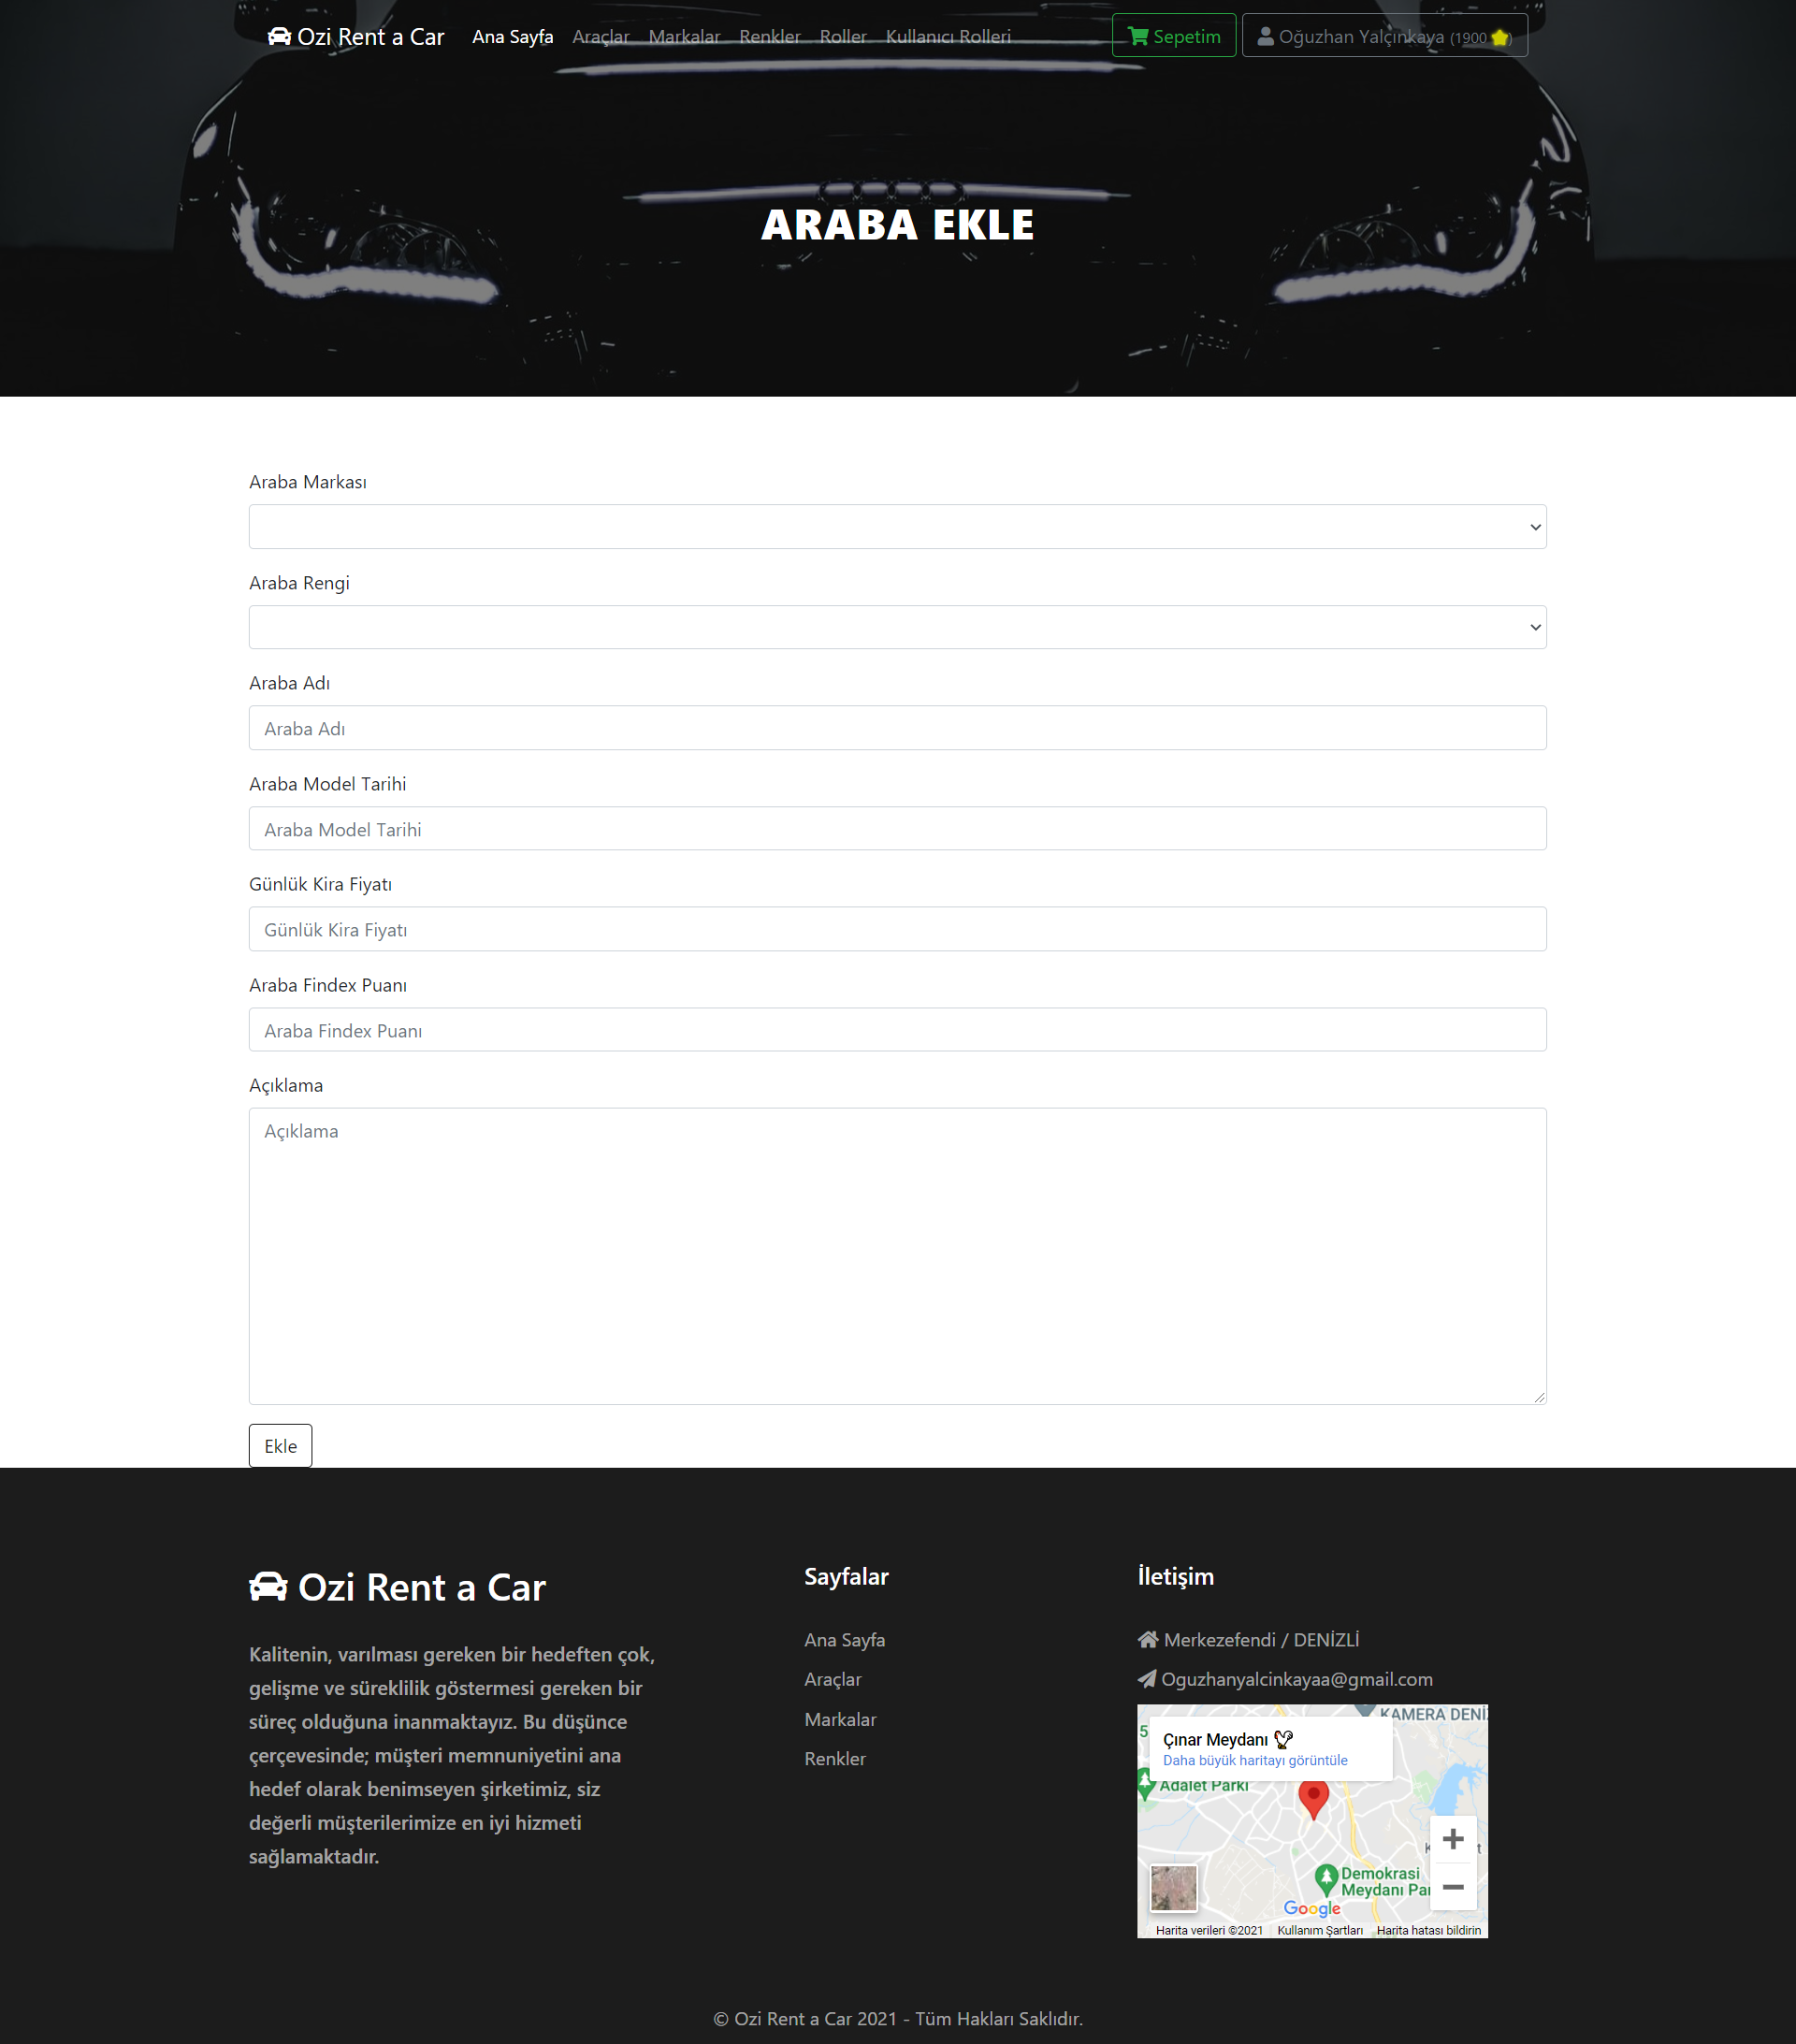 Ozi Rent a Car Ana Sayfa Araçlar Markalar Renkler Roller Kullanıcı Rolleri Sepetim Oğuzhan Yalçınkaya (1900 )
ARABA EKLE
Araba Markası
Araba Rengi
Araba Adı
Araba Adı
Araba Model Tarihi
Araba Model Tarihi
Günlük Kira Fiyatı
Günlük Kira Fiyatı
Araba Findex Puanı
Araba Findex Puanı
Açıklama
Açıklama
Ekle
Ozi Rent a Car
Kalitenin, varılması gereken bir hedeften çok,
gelişme ve süreklilik göstermesi gereken bir
süreç olduğuna inanmaktayız. Bu düşünce
çerçevesinde; müşteri memnuniyetini ana
hedef olarak benimseyen şirketimiz, siz
değerli müşterilerimize en iyi hizmeti
sağlamaktadır.
Sayfalar
Ana Sayfa
Araçlar
Markalar
Renkler
İletişim
Merkezefendi / DENİZLİ
Oguzhanyalcinkayaa@gmail.com
KAMERA DENİZ
Çınar Meydanı
Daha büyük haritayı görüntüle
Adalet Parkı
Demokrasi
Meydanı Par
Google
Harita verileri ©2021 Kullanım Şartları Harita hatası bildirin
© Ozi Rent a Car 2021 - Tüm Hakları Saklıdır.